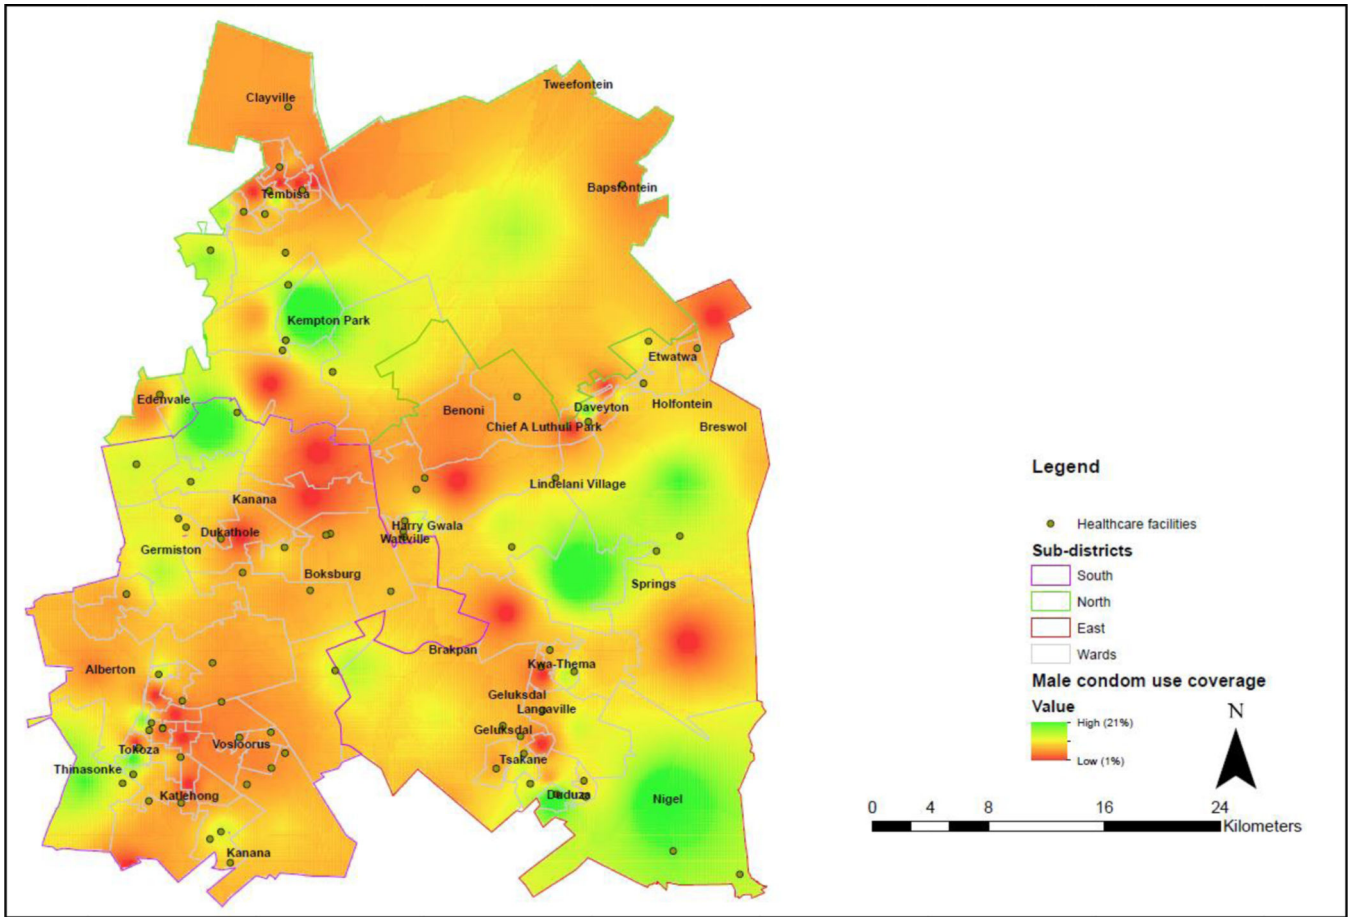 Tweefontein
Clayville
Bapsfontein
Tembisa
Kempton Park
Etwatwa
Edenvale
Benoni
Daveyton
Holfontein
Chief A Luthuli Park
Breswol
Lindelani Village
Kanana
Harry Gwala
Dukathole
Wattville
Germiston
Boksburg
Springs
Brakpan
Kwa-Thema
Alberton
Geluksdal
Langaville
Geluksdal
Vosloorus
Tokoza
Tsakane
Thinasonke
Katlehong
Duduza
Nigel
Kanana
Legend
Healthcare facilities
Sub-districts
South
North
East
Wards
Male condom use coverage
Value
High (21%)
Low (1%)
N
0 4 8 16 24
Kilometers